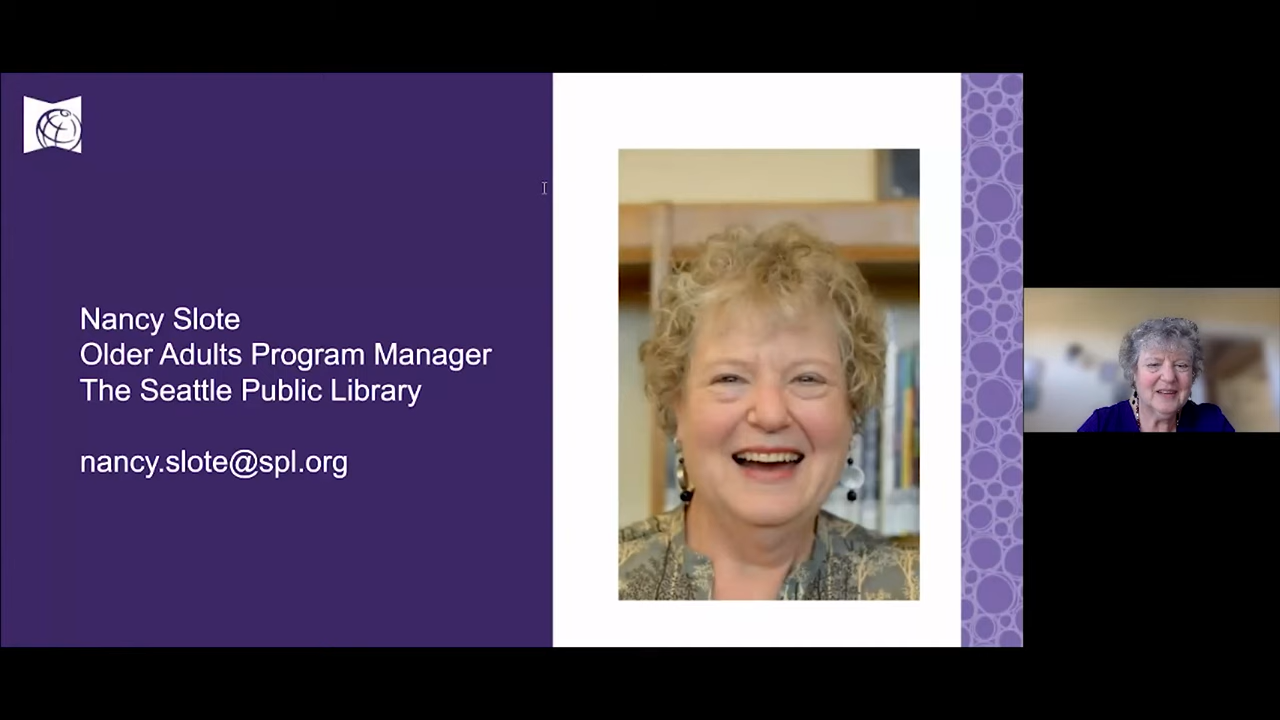 Nancy Slote
Older Adults Program Manager
The Seattle Public Library
nancy.slote@spl.org